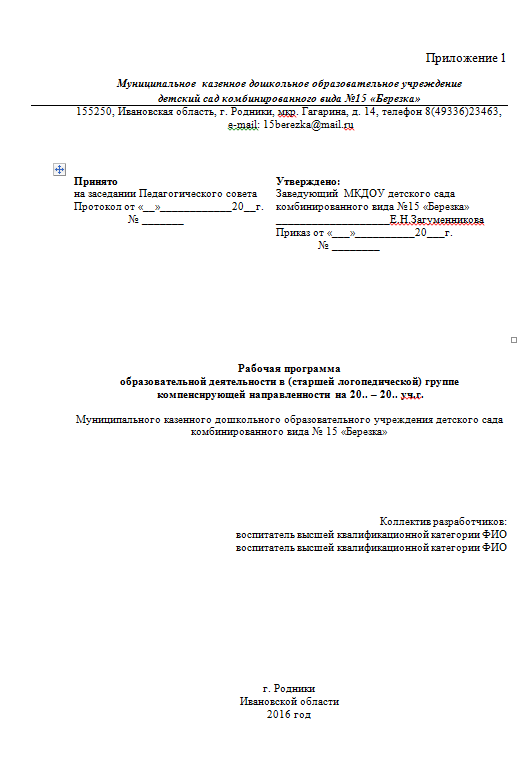 Приложение 1
Муниципальное казенное дошкольное образовательное учреждение
детский сад комбинированного вида №15 «Березка»
155250, Ивановская область, г. Родники, мкр. Гагарина, д. 14, телефон 8(49336)23463,
e-mail: 15berezka@mail.ru
Принято
на заседании Педагогического совета
Протокол от «__»____________20__г.
№ _______
Утверждено:
Заведующий МКДОУ детского сада
комбинированного вида №15 «Березка»
___________________Е.Н.Загуменникова
Приказ от «___»__________20___г.
№ ________
Рабочая программа
образовательной деятельности в (старшей логопедической) группе
компенсирующей направленности на 20.. – 20.. уч.г.
Муниципального казенного дошкольного образовательного учреждения детского сада
комбинированного вида № 15 «Березка»
Коллектив разработчиков:
воспитатель высшей квалификационной категории ФИО
воспитатель высшей квалификационной категории ФИО
г. Родники
Ивановской области
2016 год